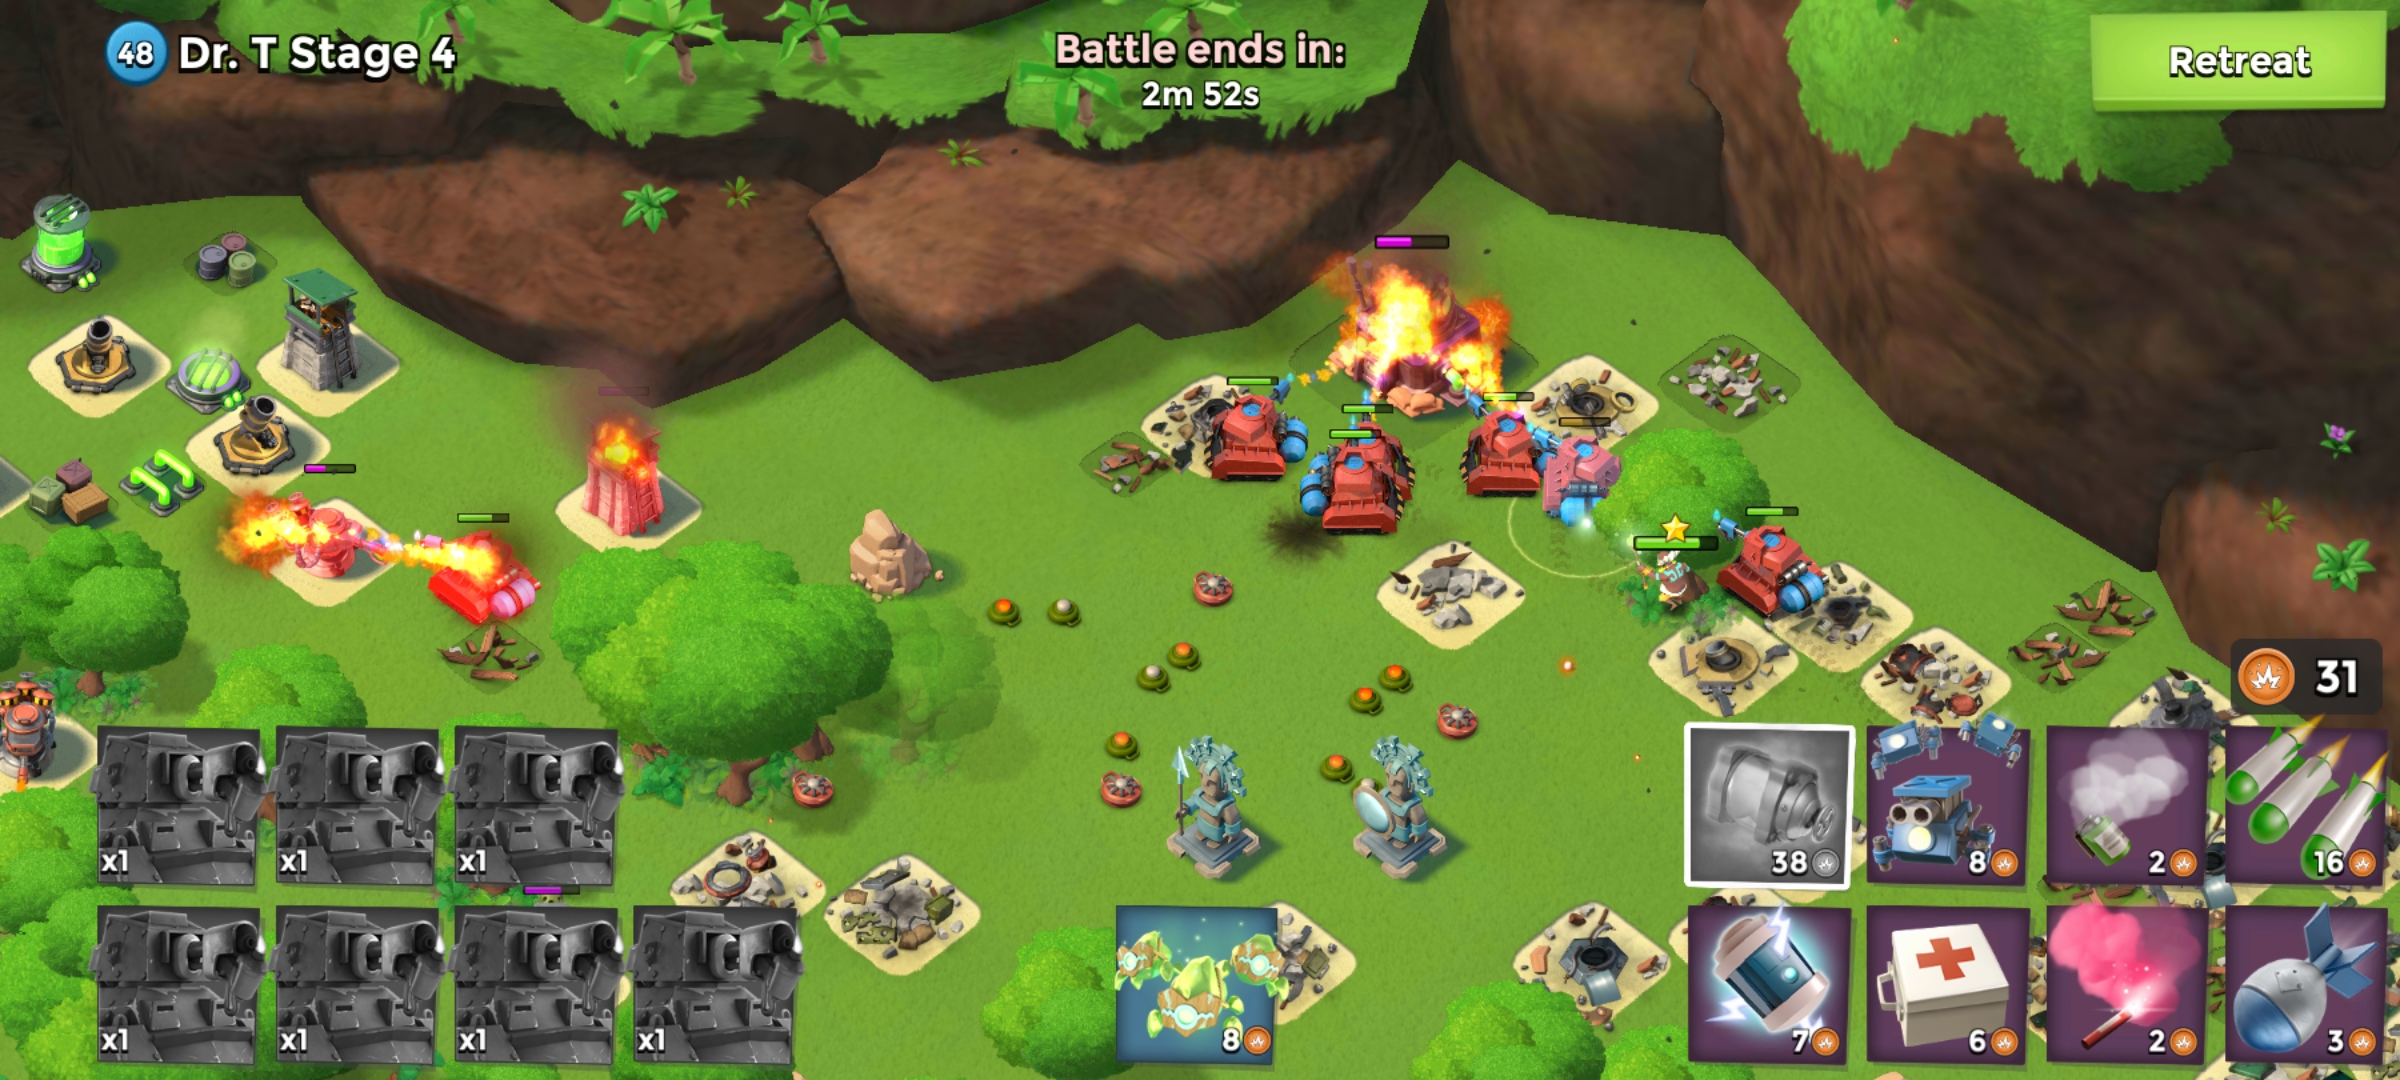 48 Dr. T Stage 4
Battle ends in:
2m 52s
Retreat
31
x1 x1 x1
38 8 2 16
x1 x1 x1 x1
8
7 6 2 3